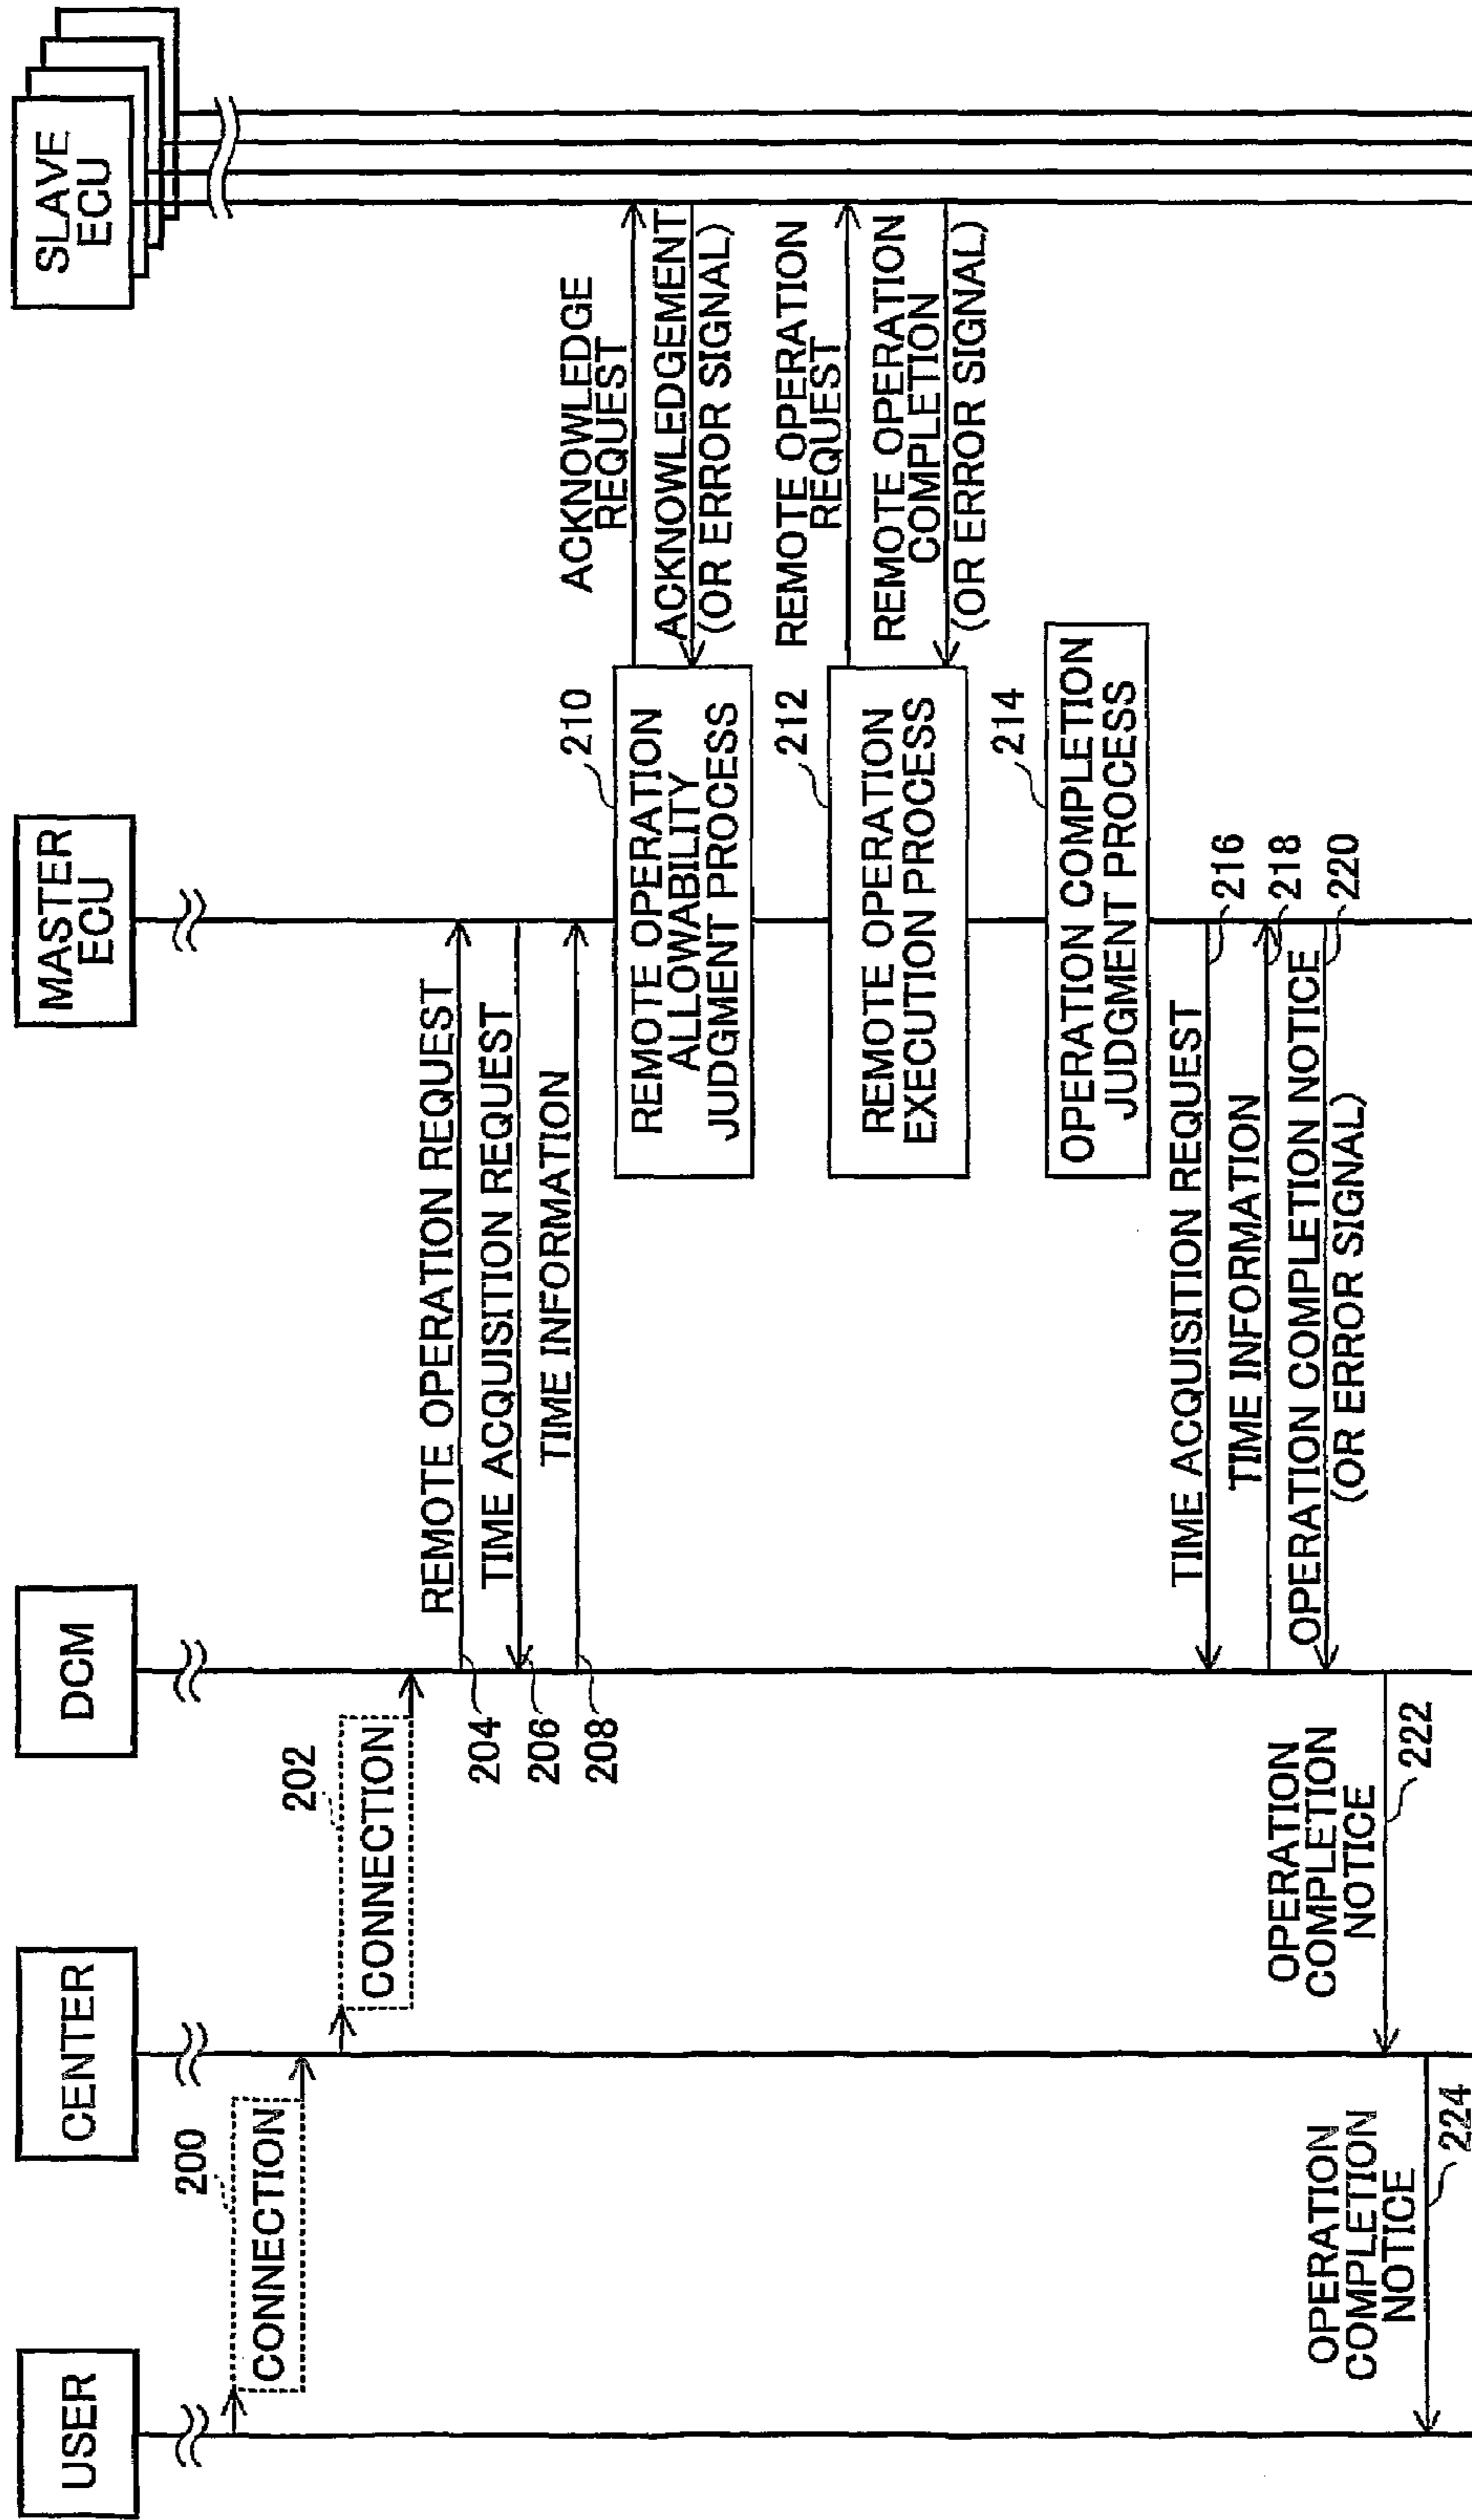 USER
CENTER
DCM
MASTER
ECU
SLAVE
ECU
200
CONNECTION
202
CONNECTION
REMOTE OPERATION REQUEST
204
TIME ACQUISITION REQUEST
206
TIME INFORMATION
208
210
REMOTE OPERATION
ALLOWABILITY
JUDGMENT PROCESS
ACKNOWLEDGE
REQUEST
ACKNOWLEDGEMENT
(OR ERROR SIGNAL)
212
REMOTE OPERATION
EXECUTION PROCESS
REMOTE OPERATION
REQUEST
REMOTE OPERATION
COMPLETION
(OR ERROR SIGNAL)
214
OPERATION COMPLETION
JUDGMENT PROCESS
TIME ACQUISITION REQUEST
216
TIME INFORMATION
218
OPERATION COMPLETION NOTICE
(OR ERROR SIGNAL)
220
OPERATION
COMPLETION
NOTICE
222
OPERATION
COMPLETION
NOTICE
224